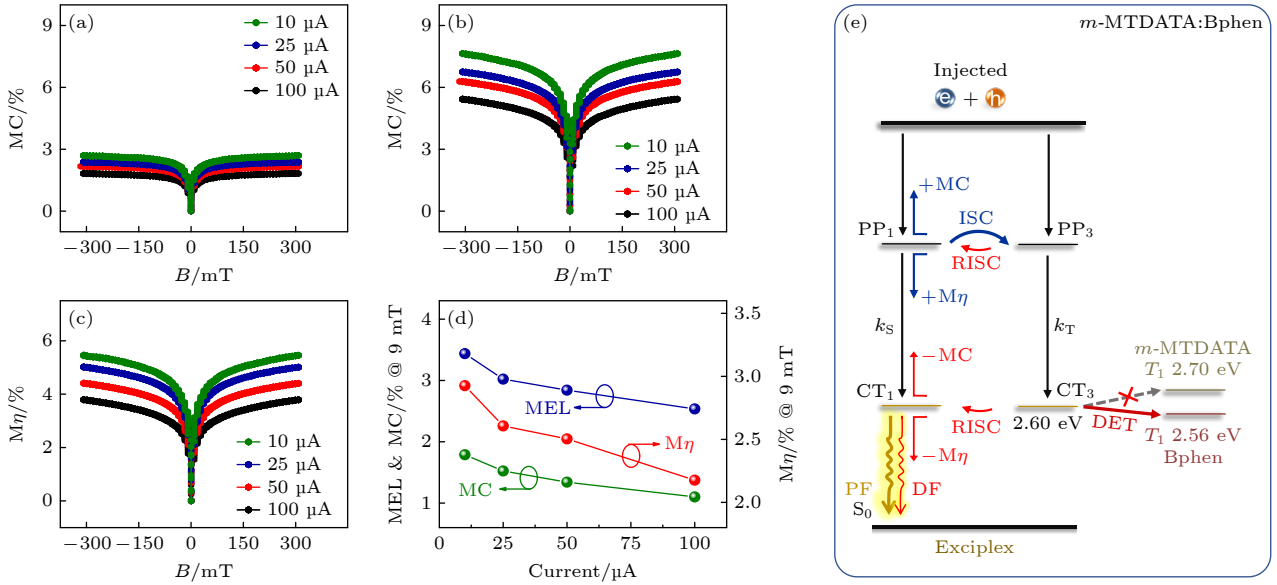 (a)
10 µA
25 µA
50 µA
100 µA
MC/%
9
6
3
0
−300
−150
0
150
300
B/mT
(b)
10 µA
25 µA
50 µA
100 µA
MC/%
9
6
3
0
−300
−150
0
150
300
B/mT
(c)
10 µA
25 µA
50 µA
100 µA
Mη/%
6
4
2
0
−300
−150
0
150
300
B/mT
(d)
MEL & MC/% @ 9 mT
4
3
2
1
MEL
Mη
MC
3.5
3.0
2.5
2.0
Mη/% @ 9 mT
0
25
50
75
100
Current/µA
(e)
m-MTDATA:Bphen
Injected
e + h
+MC
ISC
PP1
PP3
RISC
+Mη
kS
kT
−MC
m-MTDATA
T1 2.70 eV
CT1
CT3
RISC
2.60 eV
DET
−Mη
T1 2.56 eV
Bphen
PF
DF
S0
Exciplex